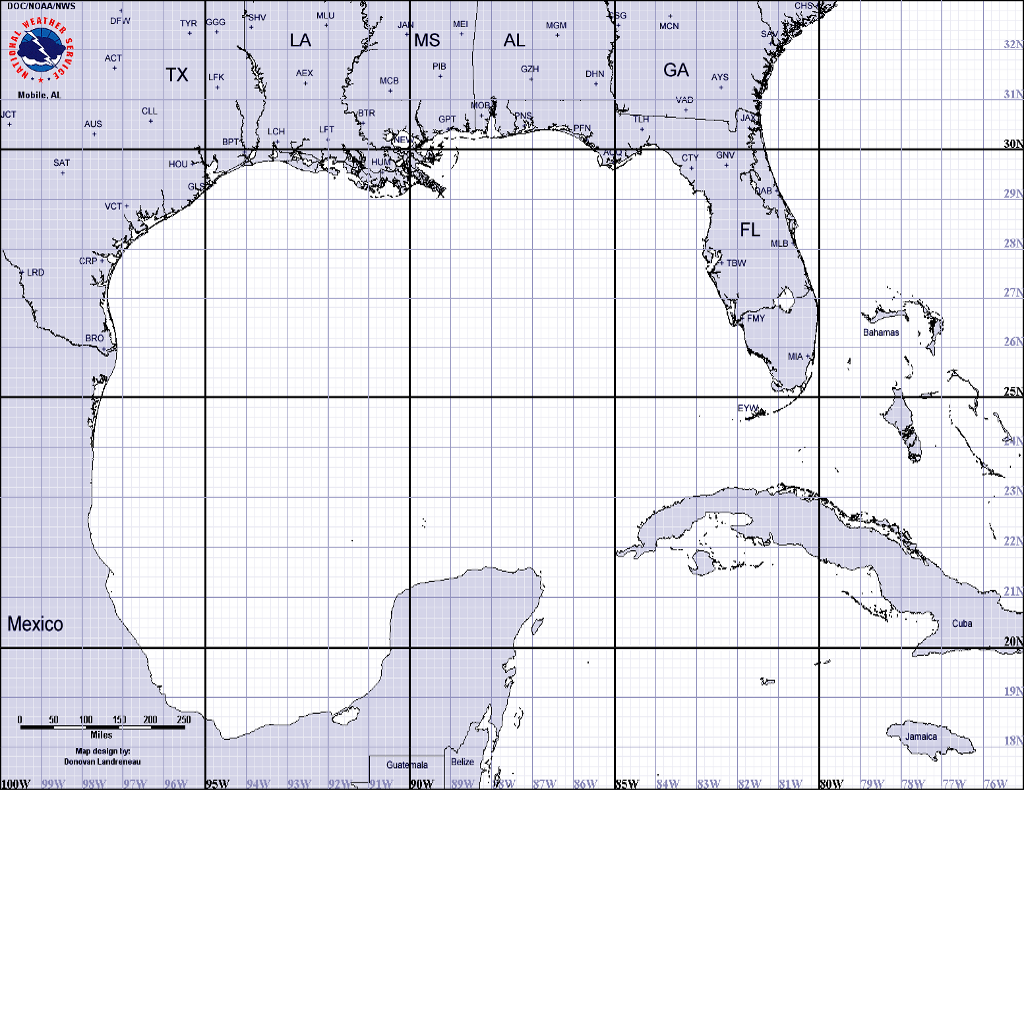 DOC/NOAA/NWS
NATIONAL WEATHER SERVICE
Mobile, AL
DFW
TYR
GGG
SHV
MLU
JAN
MEI
MGM
MCN
CHS
SAV
TX
LA
MS
AL
GA
32N
ACT
LFK
AEX
MCB
PIB
GZH
DHN
AYS
31N
JCT
AUS
CLL
BPT
LCH
LFT
BTR
GPT
MOB
PNS
PFN
TLH
VAD
JAX
30N
SAT
HOU
GLS
HUM
CTY
GNV
DAB
29N
VCT
FL
MLB
28N
LRD
CRP
TBW
27N
BRO
FMY
MIA
Bahamas
26N
25N
EYW
24N
23N
22N
21N
Mexico
Cuba
20N
19N
0 50 100 150 200 250
Miles
Map design by:
Donovan Landreneau
Guatemala
Belize
Jamaica
18N
100W 99W 98W 97W 96W 95W 94W 93W 92W 91W 90W 89W 88W 87W 86W 85W 84W 83W 82W 81W 80W 79W 78W 77W 76W